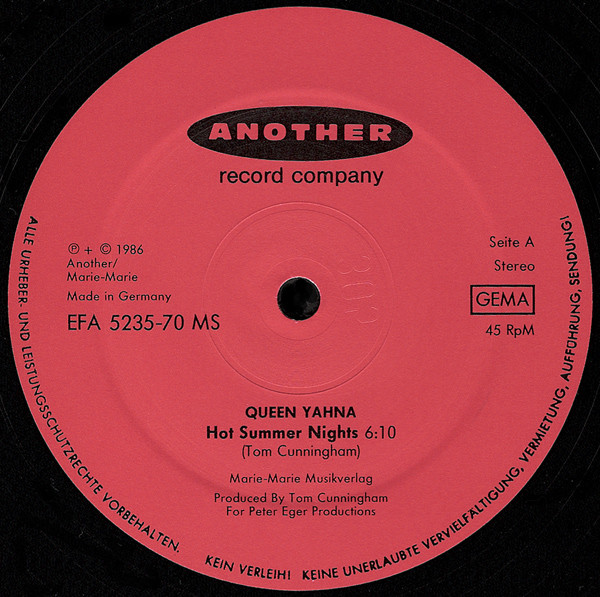 ANOTHER
record company
℗ + © 1986
Another/
Marie-Marie
Made in Germany
EFA 5235-70 MS
Seite A
Stereo
GEMA
45 RpM
QUEEN YAHNA
Hot Summer Nights 6:10
(Tom Cunningham)
Marie-Marie Musikverlag
Produced By Tom Cunningham
For Peter Eger Productions
ALLE URHEBER- UND LEISTUNGSSCHUTZRECHTE VORBEHALTEN. KEIN VERLEIH! KEINE UNERLAUBTE VERVIELFÄLTIGUNG, VERMIETUNG, AUFFÜHRUNG, SENDUNG!